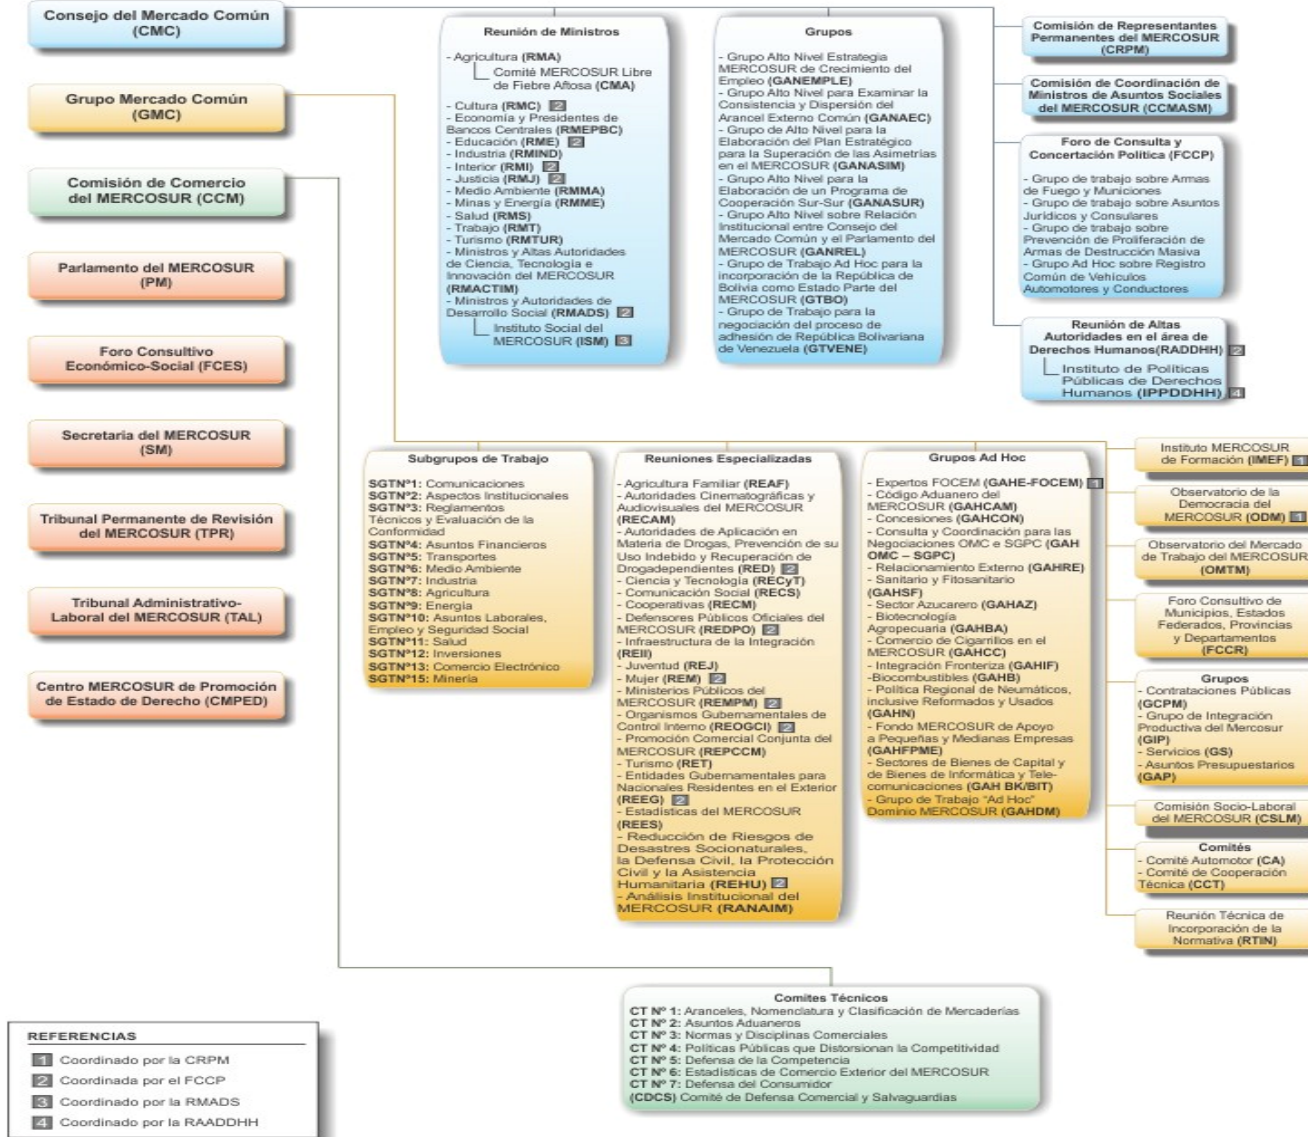 Consejo del Mercado Común
(CMC)
Grupo Mercado Común
(GMC)
Comisión de Comercio
del MERCOSUR (CCM)
Parlamento del MERCOSUR
(PM)
Foro Consultivo
Económico-Social (FCES)
Secretaria del MERCOSUR
(SM)
Tribunal Permanente de Revisión
del MERCOSUR (TPR)
Tribunal Administrativo-
Laboral del MERCOSUR (TAL)
Centro MERCOSUR de Promoción
de Estado de Derecho (CMPED)
Reunión de Ministros
- Agricultura (RMA)
Comité MERCOSUR Libre
de Fiebre Aftosa (CMA)
- Cultura (RMC) 2
- Economía y Presidentes de
Bancos Centrales (RMEPBC)
- Educación (RME) 2
- Industria (RMIND)
- Interior (RMI) 2
- Justicia (RMJ) 2
- Medio Ambiente (RMMA)
- Minas y Energía (RMME)
- Salud (RMS)
- Trabajo (RMT)
- Turismo (RMTUR)
- Ministros y Altas Autoridades
de Ciencia, Tecnología e
Innovación del MERCOSUR
(RMACTIM)
- Ministros y Autoridades de
Desarrollo Social (RMADS) 2
Instituto Social del
MERCOSUR (ISM) 3
Grupos
- Grupo Alto Nivel Estrategia
MERCOSUR de Crecimiento del
Empleo (GANEMPLE)
- Grupo Alto Nivel para Examinar la
Consistencia y Dispersión del
Arancel Externo Común (GANAEC)
- Grupo de Alto Nivel para la
Elaboración del Plan Estratégico
para la Superación de las Asimetrías
en el MERCOSUR (GANASIM)
- Grupo Alto Nivel para la
Elaboración de un Programa de
Cooperación Sur-Sur (GANASUR)
- Grupo Alto Nivel sobre Relación
Institucional entre Consejo del
Mercado Común y el Parlamento del
MERCOSUR (GANREL)
- Grupo de Trabajo Ad Hoc para la
incorporación de la República de
Bolivia como Estado Parte del
MERCOSUR (GTBO)
- Grupo de Trabajo para la
negociación del proceso de
adhesión de República Bolivariana
de Venezuela (GTVENE)
Comisión de Representantes
Permanentes del MERCOSUR
(CRPM)
Comisión de Coordinación de
Ministros de Asuntos Sociales
del MERCOSUR (CCMASM)
Foro de Consulta y
Concertación Política (FCCP)
- Grupo de trabajo sobre Armas
de Fuego y Municiones
- Grupo de trabajo sobre Asuntos
Jurídicos y Consulares
- Grupo de trabajo sobre
Prevención de Proliferación de
Armas de Destrucción Masiva
- Grupo Ad Hoc sobre Registro
Común de Vehículos
Automotores y Conductores
Reunión de Altas
Autoridades en el área de
Derechos Humanos(RADDHH) 2
Instituto de Políticas
Públicas de Derechos
Humanos (IPPDDHH) 4
Subgrupos de Trabajo
SGTNº1: Comunicaciones
SGTNº2: Aspectos Institucionales
SGTNº3: Reglamentos
Técnicos y Evaluación de la
Conformidad
SGTNº4: Asuntos Financieros
SGTNº5: Transportes
SGTNº6: Medio Ambiente
SGTNº7: Industria
SGTNº8: Agricultura
SGTNº9: Energía
SGTNº10: Asuntos Laborales,
Empleo y Seguridad Social
SGTNº11: Salud
SGTNº12: Inversiones
SGTNº13: Comercio Electrónico
SGTNº15: Minería
Reuniones Especializadas
- Agricultura Familiar (REAF)
- Autoridades Cinematográficas y
Audiovisuales del MERCOSUR
(RECAM)
- Autoridades de Aplicación en
Materia de Drogas, Prevención de su
Uso Indebido y Recuperación de
Drogadependientes (RED) 2
- Ciencia y Tecnología (RECyT)
- Comunicación Social (RECS)
- Cooperativas (RECM)
- Defensores Públicos Oficiales del
MERCOSUR (REDPO) 2
- Infraestructura de la Integración
(REII)
- Juventud (REJ)
- Mujer (REM) 2
- Ministerios Públicos del
MERCOSUR (REMPM) 2
- Organismos Gubernamentales de
Control Interno (REOGCI) 2
- Promoción Comercial Conjunta del
MERCOSUR (REPCCM)
- Turismo (RET)
- Entidades Gubernamentales para
Nacionales Residentes en el Exterior
(REEG) 2
- Estadísticas del MERCOSUR
(REES)
- Reducción de Riesgos de
Desastres Socionaturales,
la Defensa Civil, la Protección
Civil y la Asistencia
Humanitaria (REHU) 2
- Análisis Institucional del
MERCOSUR (RANAIM)
Grupos Ad Hoc
- Expertos FOCEM (GAHE-FOCEM) 1
- Código Aduanero del
MERCOSUR (GAHCAM)
- Concesiones (GAHCON)
- Consulta y Coordinación para las
Negociaciones OMC e SGPC (GAH
OMC – SGPC)
- Relacionamiento Externo (GAHRE)
- Sanitario y Fitosanitario
(GAHSF)
- Sector Azucarero (GAHAZ)
- Biotecnología
Agropecuaria (GAHBA)
- Comercio de Cigarrillos en el
MERCOSUR (GAHCC)
- Integración Fronteriza (GAHIF)
-Biocombustibles (GAHB)
- Política Regional de Neumáticos,
inclusive Reformados y Usados
(GAHN)
- Fondo MERCOSUR de Apoyo
a Pequeñas y Medianas Empresas
(GAHFPME)
- Sectores de Bienes de Capital y
de Bienes de Informática y Tele-
comunicaciones (GAH BK/BIT)
- Grupo de Trabajo "Ad Hoc"
Dominio MERCOSUR (GAHDM)
Instituto MERCOSUR
de Formación (IMEF) 1
Observatorio de la
Democracia del
MERCOSUR (ODM) 1
Observatorio del Mercado
de Trabajo del MERCOSUR
(OMTM)
Foro Consultivo de
Municipios, Estados
Federados, Provincias
y Departamentos
(FCCR)
Grupos
- Contrataciones Públicas
(GCPM)
- Grupo de Integración
Productiva del Mercosur
(GIP)
- Servicios (GS)
- Asuntos Presupuestarios
(GAP)
Comisión Socio-Laboral
del MERCOSUR (CSLM)
Comités
- Comité Automotor (CA)
- Comité de Cooperación
Técnica (CCT)
Reunión Técnica de
Incorporación de la
Normativa (RTIN)
Comites Técnicos
CT Nº 1: Aranceles, Nomenclatura y Clasificación de Mercaderías
CT Nº 2: Asuntos Aduaneros
CT Nº 3: Normas y Disciplinas Comerciales
CT Nº 4: Políticas Públicas que Distorsionan la Competitividad
CT Nº 5: Defensa de la Competencia
CT Nº 6: Estadísticas de Comercio Exterior del MERCOSUR
CT Nº 7: Defensa del Consumidor
(CDCS) Comité de Defensa Comercial y Salvaguardias
REFERENCIAS
1 Coordinado por la CRPM
2 Coordinada por el FCCP
3 Coordinado por la RMADS
4 Coordinado por la RAADDHH